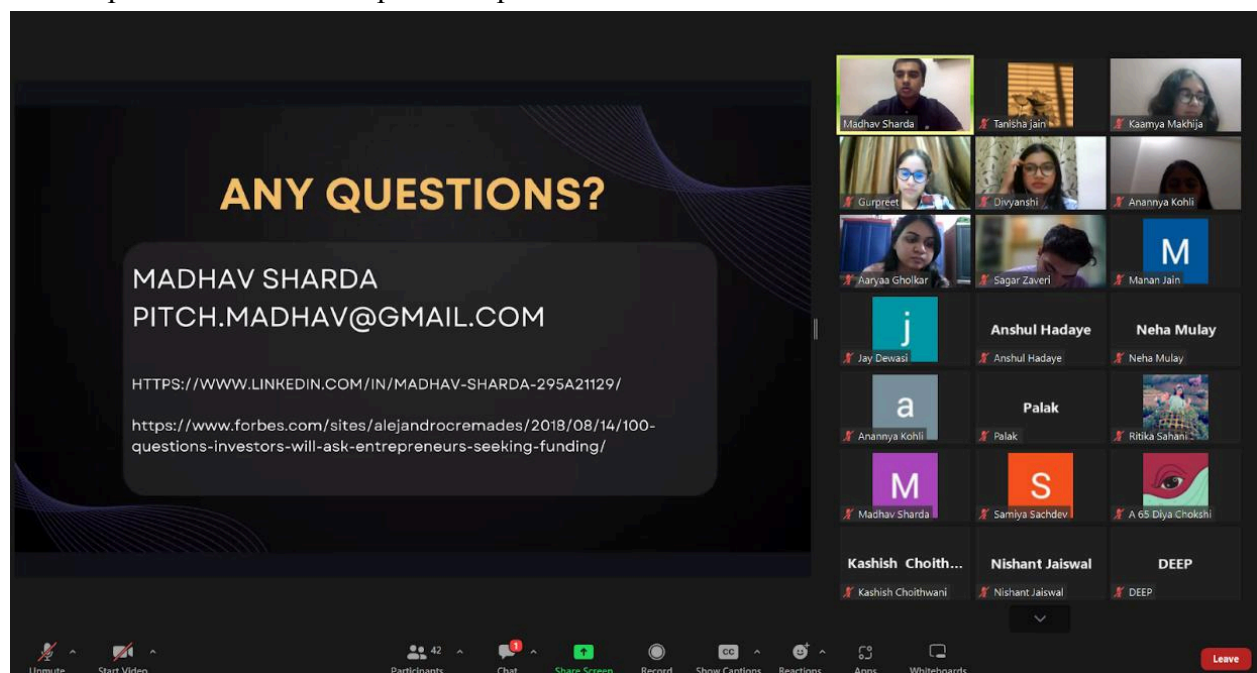 ANY QUESTIONS?
MADHAV SHARDA
PITCH.MADHAV@GMAIL.COM
HTTPS://WWW.LINKEDIN.COM/IN/MADHAV-SHARDA-295A21129/
https://www.forbes.com/sites/alejandrocremades/2018/08/14/100-
questions-investors-will-ask-entrepreneurs-seeking-funding/
Madhav Sharda
Tanisha jain
Kaamya Makhija
Gurpreet
Divyanshi
Anannya Kohli
Aaryaa Gholkar
Sagar Zaveri
M
Manan Jain
j
Jay Dewasi
Anshul Hadaye
Anshul Hadaye
Neha Mulay
Neha Mulay
a
Anannya Kohli
Palak
Palak
Ritika Sahani
M
Madhav Sharda
S
Samiya Sachdev
A 65 Diya Chokshi
Kashish Choith...
Kashish Choithwani
Nishant Jaiswal
Nishant Jaiswal
DEEP
DEEP
Unmute
Start Video
42
Participants
1
Chat
Share Screen
Record
CC
Show Captions
Reactions
Apps
Whiteboards
Leave